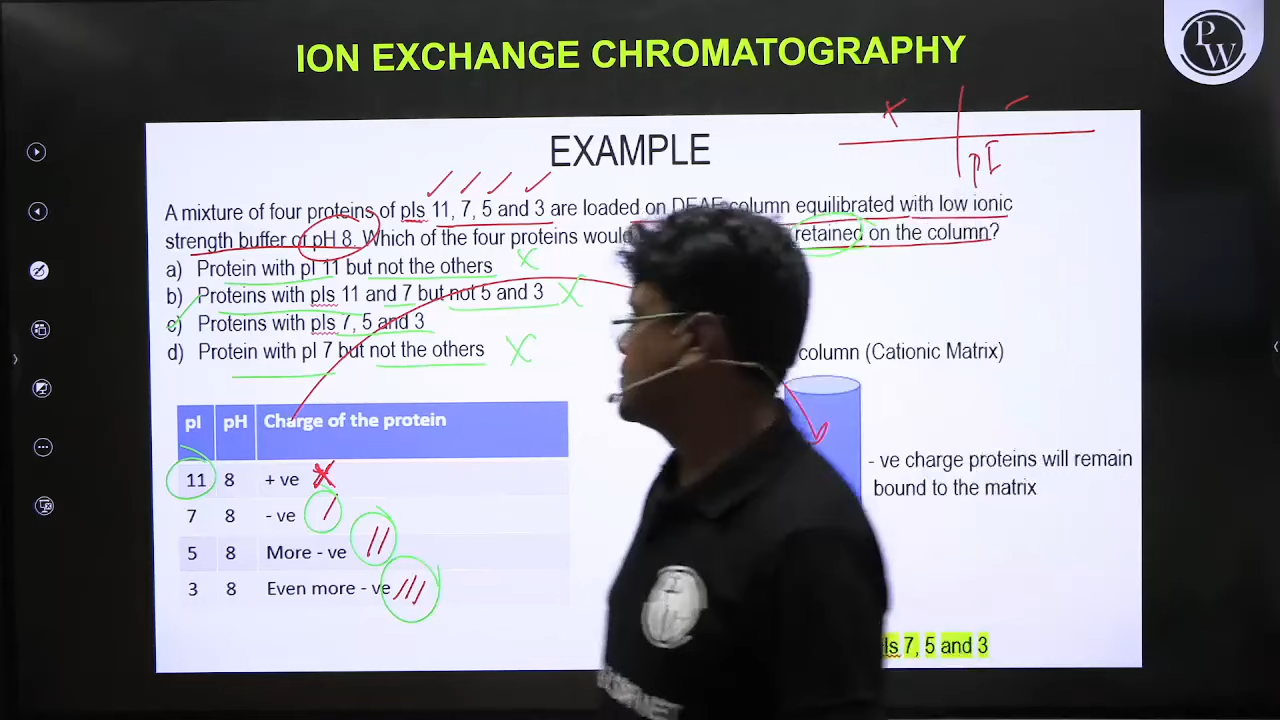 ION EXCHANGE CHROMATOGRAPHY
PW
EXAMPLE
x -
pI
A mixture of four proteins of pIs 11, 7, 5 and 3 are loaded on DEAE column equilibrated with low ionic
strength buffer of pH 8. Which of the four proteins would retained on the column?
a) Protein with pI 11 but not the others
b) Proteins with pIs 11 and 7 but not 5 and 3
c) Proteins with pIs 7, 5 and 3
d) Protein with pI 7 but not the others
column (Cationic Matrix)
pI pH Charge of the protein
11 8 + ve
7 8 - ve
5 8 More - ve
3 8 Even more - ve
- ve charge proteins will remain
bound to the matrix
7, 5 and 3